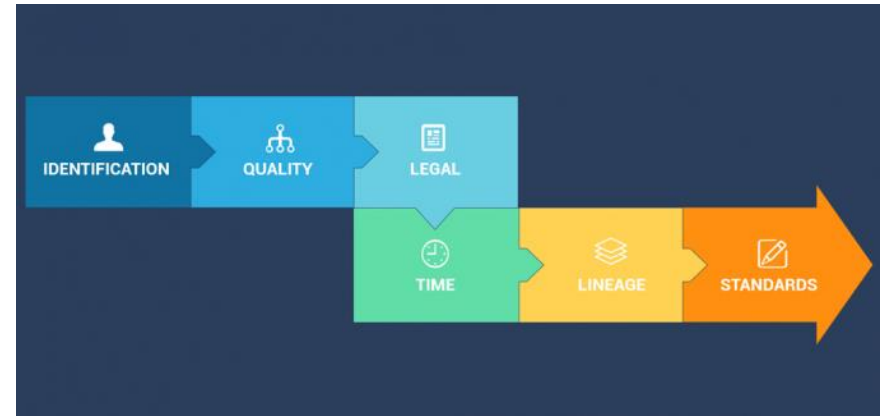 IDENTIFICATION
QUALITY
LEGAL
TIME
LINEAGE
STANDARDS